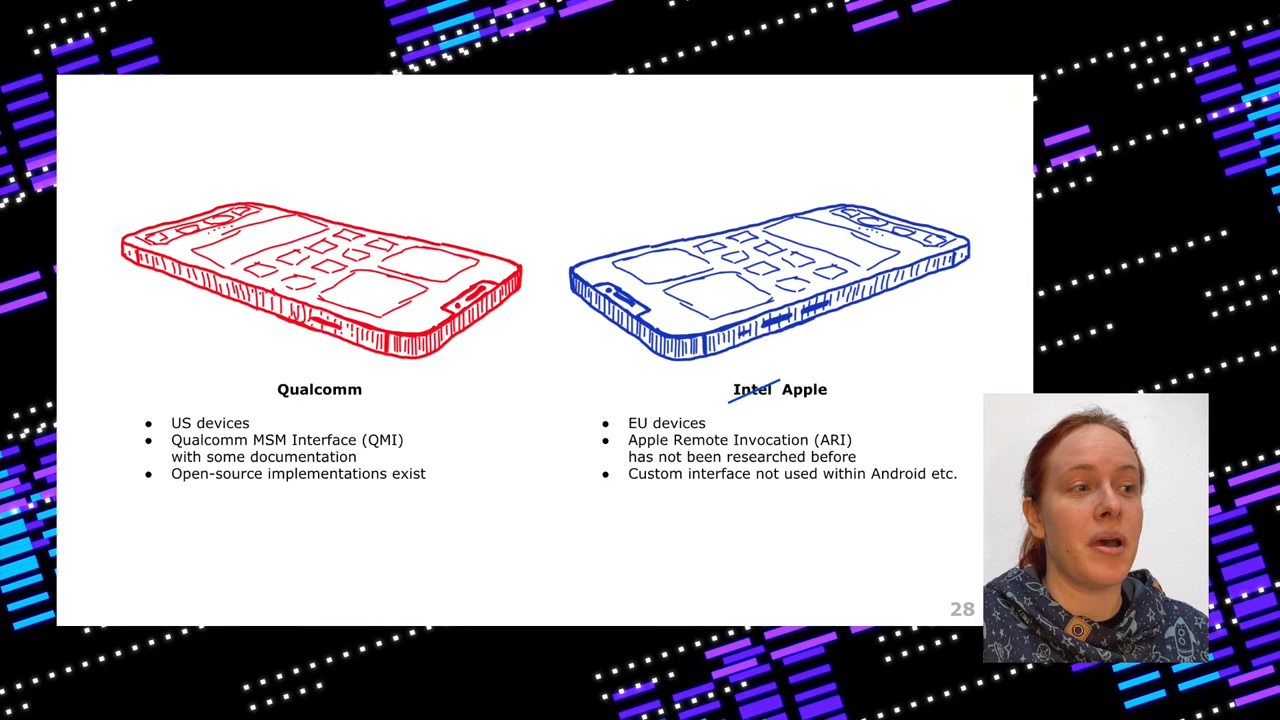 Qualcomm
● US devices
● Qualcomm MSM Interface (QMI)
with some documentation
● Open-source implementations exist
Intel Apple
● EU devices
● Apple Remote Invocation (ARI)
has not been researched before
● Custom interface not used within Android etc.
28